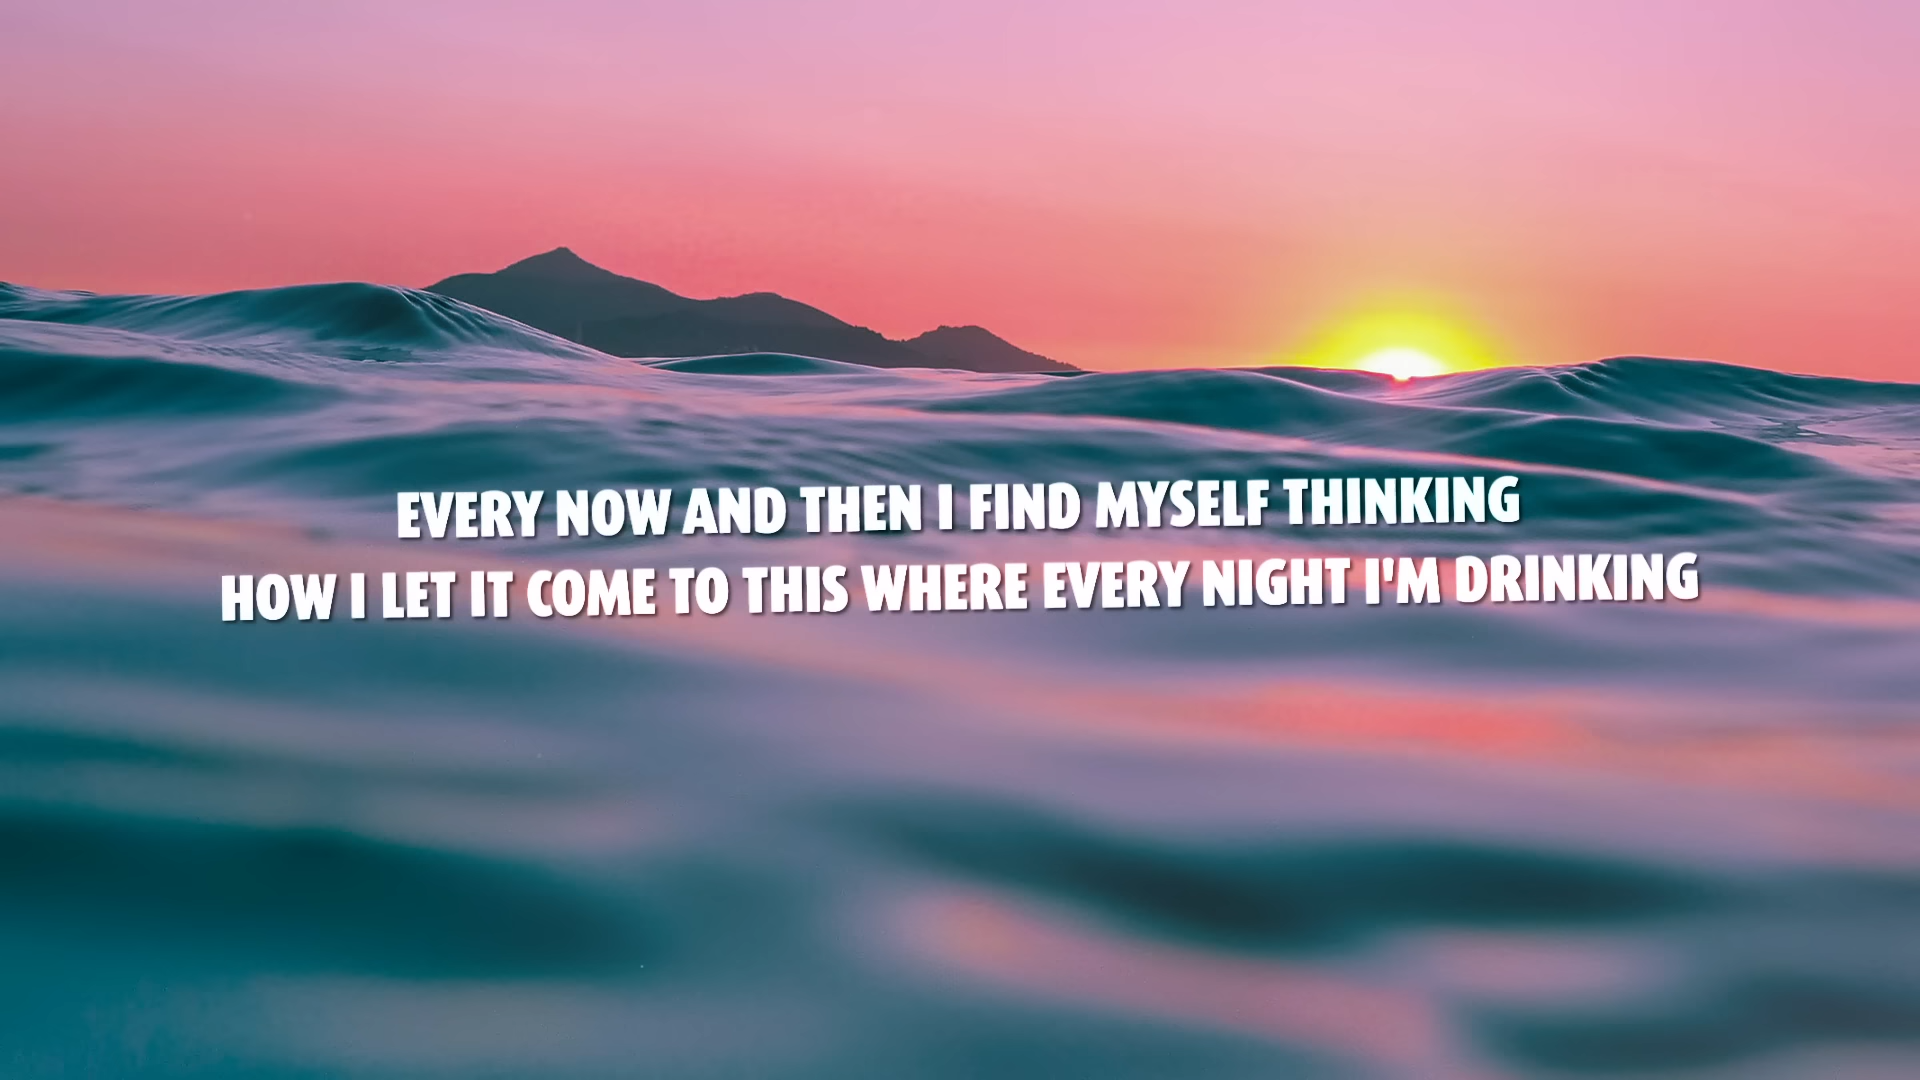 EVERY NOW AND THEN I FIND MYSELF THINKING
HOW I LET IT COME TO THIS WHERE EVERY NIGHT I'M DRINKING